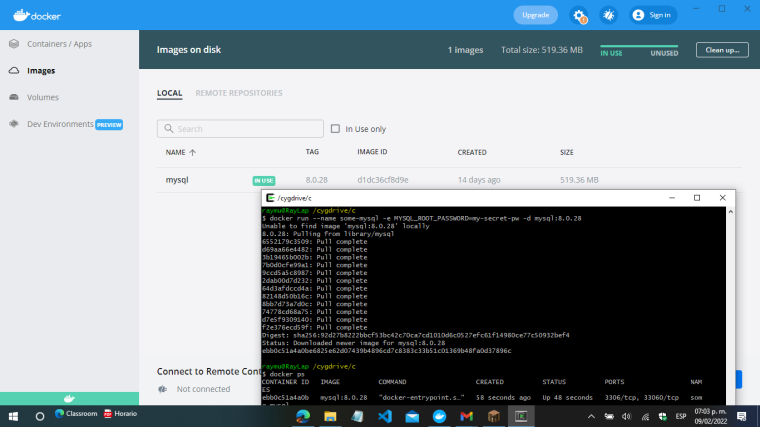 docker
Upgrade
Sign in
Containers / Apps
Images
Volumes
Dev Environments PREVIEW
Images on disk
1 images Total size: 519.36 MB IN USE UNUSED Clean up...
LOCAL REMOTE REPOSITORIES
Search In Use only
NAME TAG IMAGE ID CREATED SIZE
mysql IN USE 8.0.28 d1dc36cf8d9e 14 days ago 519.36 MB
/cygdrive/c
raymu@RayLap /cygdrive/c
$ docker run --name some-mysql -e MYSQL_ROOT_PASSWORD=my-secret-pw -d mysql:8.0.28
Unable to find image 'mysql:8.0.28' locally
8.0.28: Pulling from library/mysql
6552179c3509: Pull complete
d69aa66e4482: Pull complete
3b19465b002b: Pull complete
7b0d0cfe99a1: Pull complete
9ccd5a5c8987: Pull complete
2dab00d7d232: Pull complete
64d3afdccd4a: Pull complete
82148d50b16c: Pull complete
8bb7d73a7d0c: Pull complete
74778cd68a75: Pull complete
d7e5f9309140: Pull complete
f2e376ecd59f: Pull complete
Digest: sha256:92d27b8222bbcf53bc42c70ca7cd1010d6c0527efc61f14980ce77c50932bef4
Status: Downloaded newer image for mysql:8.0.28
ebb0c51a4a0be6825e62d07439b4896cd7c8383c33b51c01369b48fa0d37896c
raymu@RayLap /cygdrive/c
$ docker ps
CONTAINER ID IMAGE COMMAND CREATED STATUS PORTS NAM
ES
ebb0c51a4a0b mysql:8.0.28 "docker-entrypoint.s…" 58 seconds ago Up 48 seconds 3306/tcp, 33060/tcp som
Connect to Remote Con
Not connected
Classroom Horario
ESP
07:03 p. m.
09/02/2022